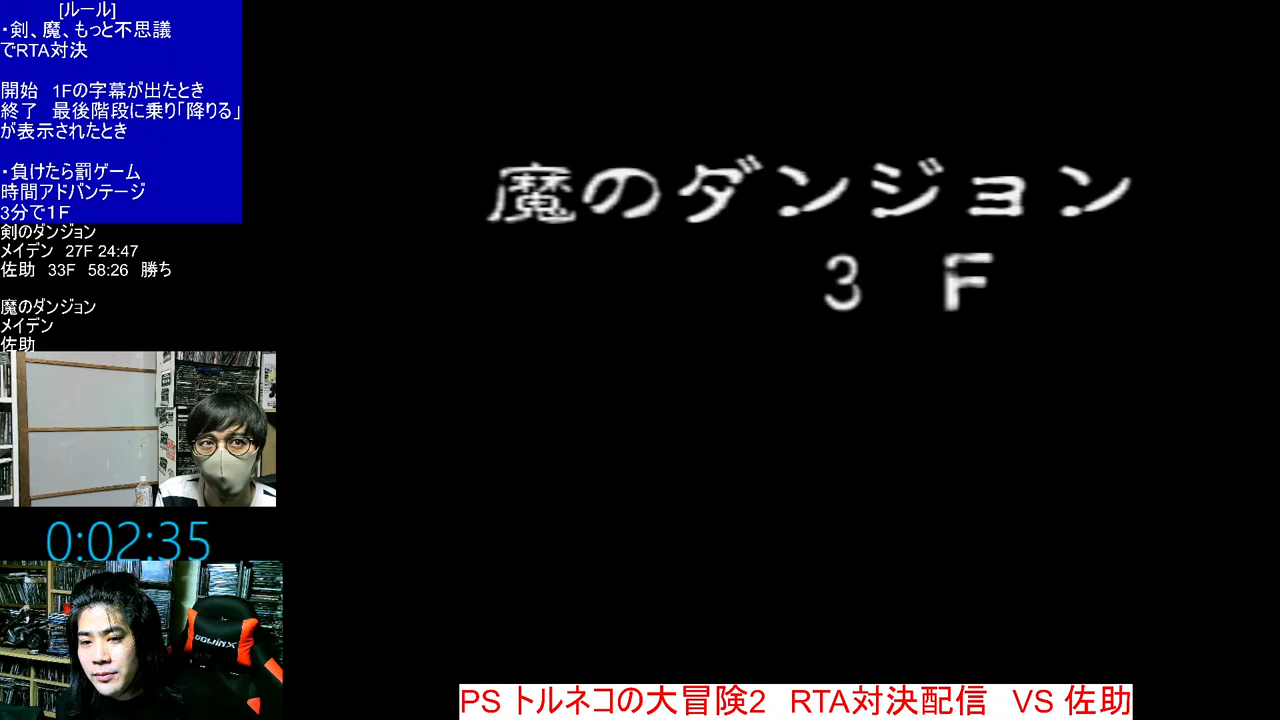 [ルール]
・剣、魔、もっと不思議
でRTA対決
開始　1Fの字幕が出たとき
終了　最後階段に乗り「降りる」
が表示されたとき
・負けたら罰ゲーム
時間アドバンテージ
3分で1F
剣のダンジョン
メイデン　27F 24:47
佐助　33F　58:26　勝ち
魔のダンジョン
メイデン
佐助
魔のダンジョン
3 F
0:02:35
PS トルネコの大冒険2　RTA対決配信　VS 佐助